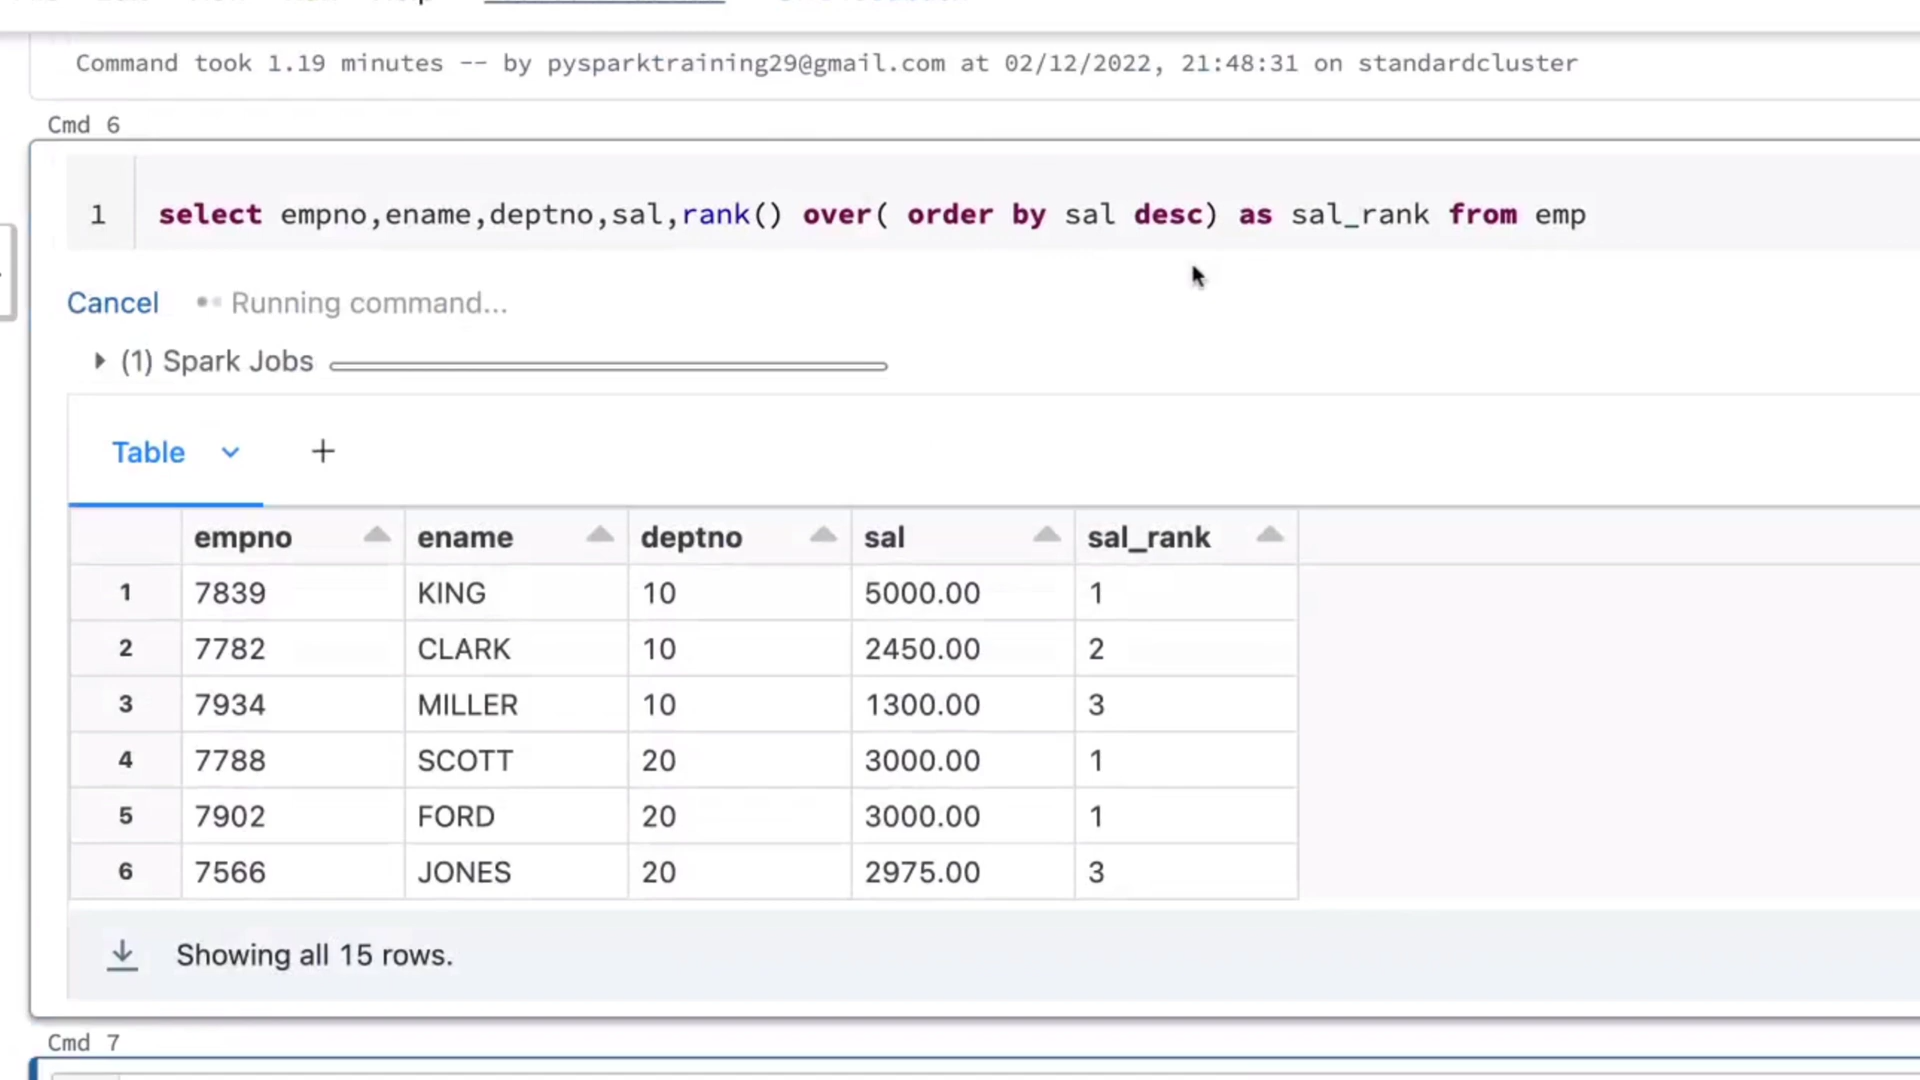 Command took 1.19 minutes -- by pysparktraining29@gmail.com at 02/12/2022, 21:48:31 on standardcluster
Cmd 6
1 select empno,ename,deptno,sal,rank() over( order by sal desc) as sal_rank from emp
Cancel Running command...
(1) Spark Jobs
Table +
empno ename deptno sal sal_rank
1 7839 KING 10 5000.00 1
2 7782 CLARK 10 2450.00 2
3 7934 MILLER 10 1300.00 3
4 7788 SCOTT 20 3000.00 1
5 7902 FORD 20 3000.00 1
6 7566 JONES 20 2975.00 3
Showing all 15 rows.
Cmd 7